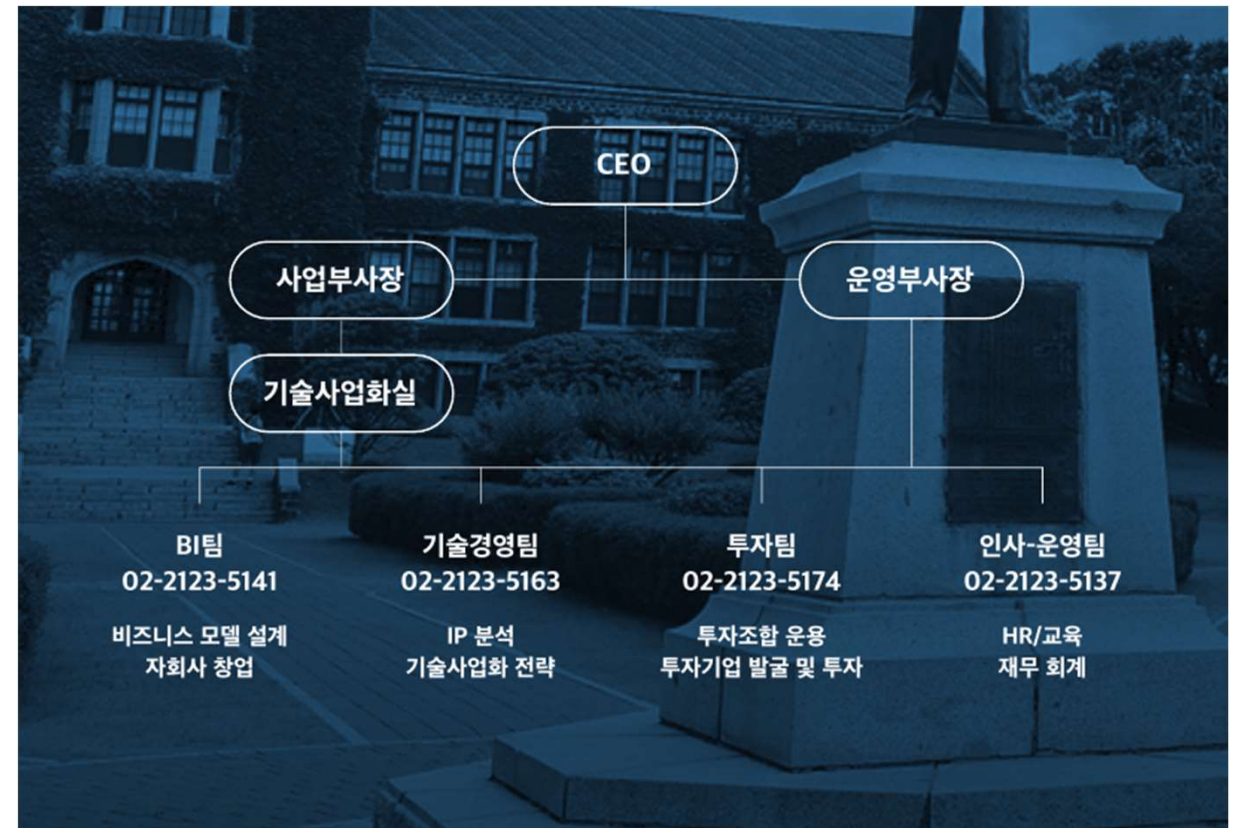 CEO
사업부사장
운영부사장
기술사업화실
BI팀
02-2123-5141
비즈니스 모델 설계
자회사 창업
기술경영팀
02-2123-5163
IP 분석
기술사업화 전략
투자팀
02-2123-5174
투자조합 운용
투자기업 발굴 및 투자
인사-운영팀
02-2123-5137
HR/교육
재무 회계